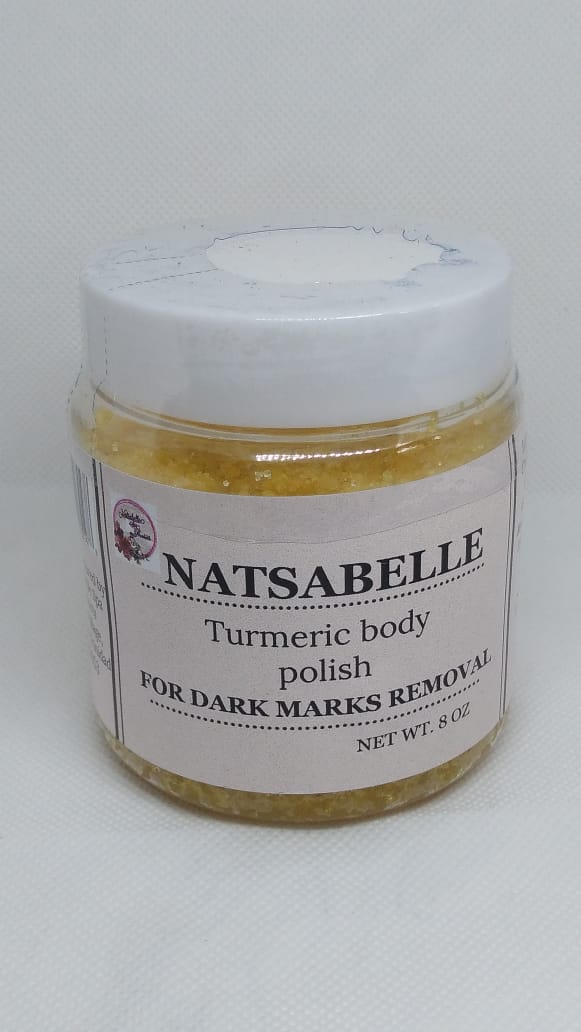 NATSABELLE
Turmeric body
polish
FOR DARK MARKS REMOVAL
NET WT. 8 OZ